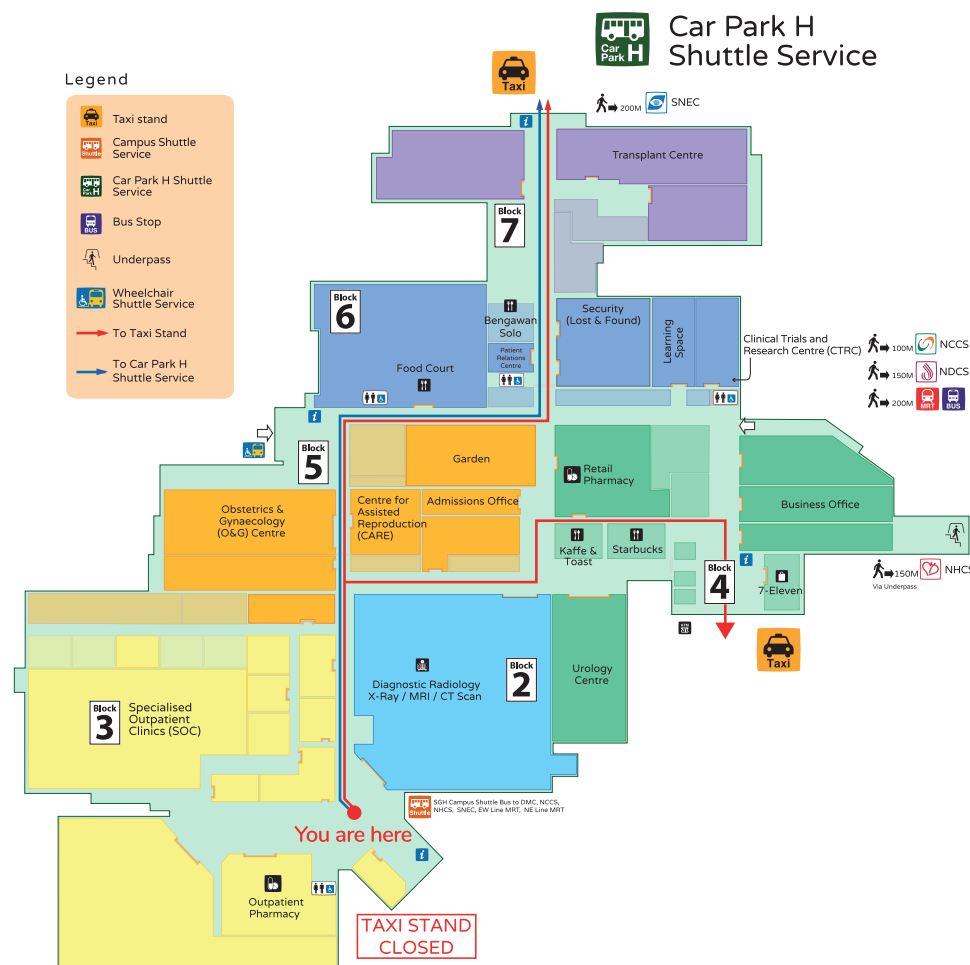 Car Park H
Shuttle Service
Car
Park H
Taxi
Legend
Taxi
Taxi stand
Shuttle
Campus Shuttle
Service
Car
Park H
Car Park H Shuttle
Service
BUS
Bus Stop
Underpass
Wheelchair
Shuttle Service
To Taxi Stand
To Car Park H
Shuttle Service
200M
SNEC
i
Transplant Centre
Block
7
Block
6
Bengawan
Solo
Security
(Lost & Found)
Learning
Space
Patient
Relations
Centre
Food Court
Clinical Trials and
Research Centre (CTRC)
100M
NCCS
150M
NDCS
200M
MRT
BUS
i
Block
5
Garden
Retail
Pharmacy
Obstetrics &
Gynaecology
(O&G) Centre
Centre for
Assisted
Reproduction
(CARE)
Admissions Office
Business Office
Kaffe &
Toast
Starbucks
i
Block
4
7-Eleven
150M
NHCS
Via Underpass
ATM
Taxi
Block
2
Diagnostic Radiology
X-Ray / MRI / CT Scan
Urology
Centre
Block
3
Specialised
Outpatient
Clinics (SOC)
Shuttle
SGH Campus Shuttle Bus to DMC, NCCS,
NHCS, SNEC, EW Line MRT, NE Line MRT
You are here
i
Outpatient
Pharmacy
TAXI STAND
CLOSED